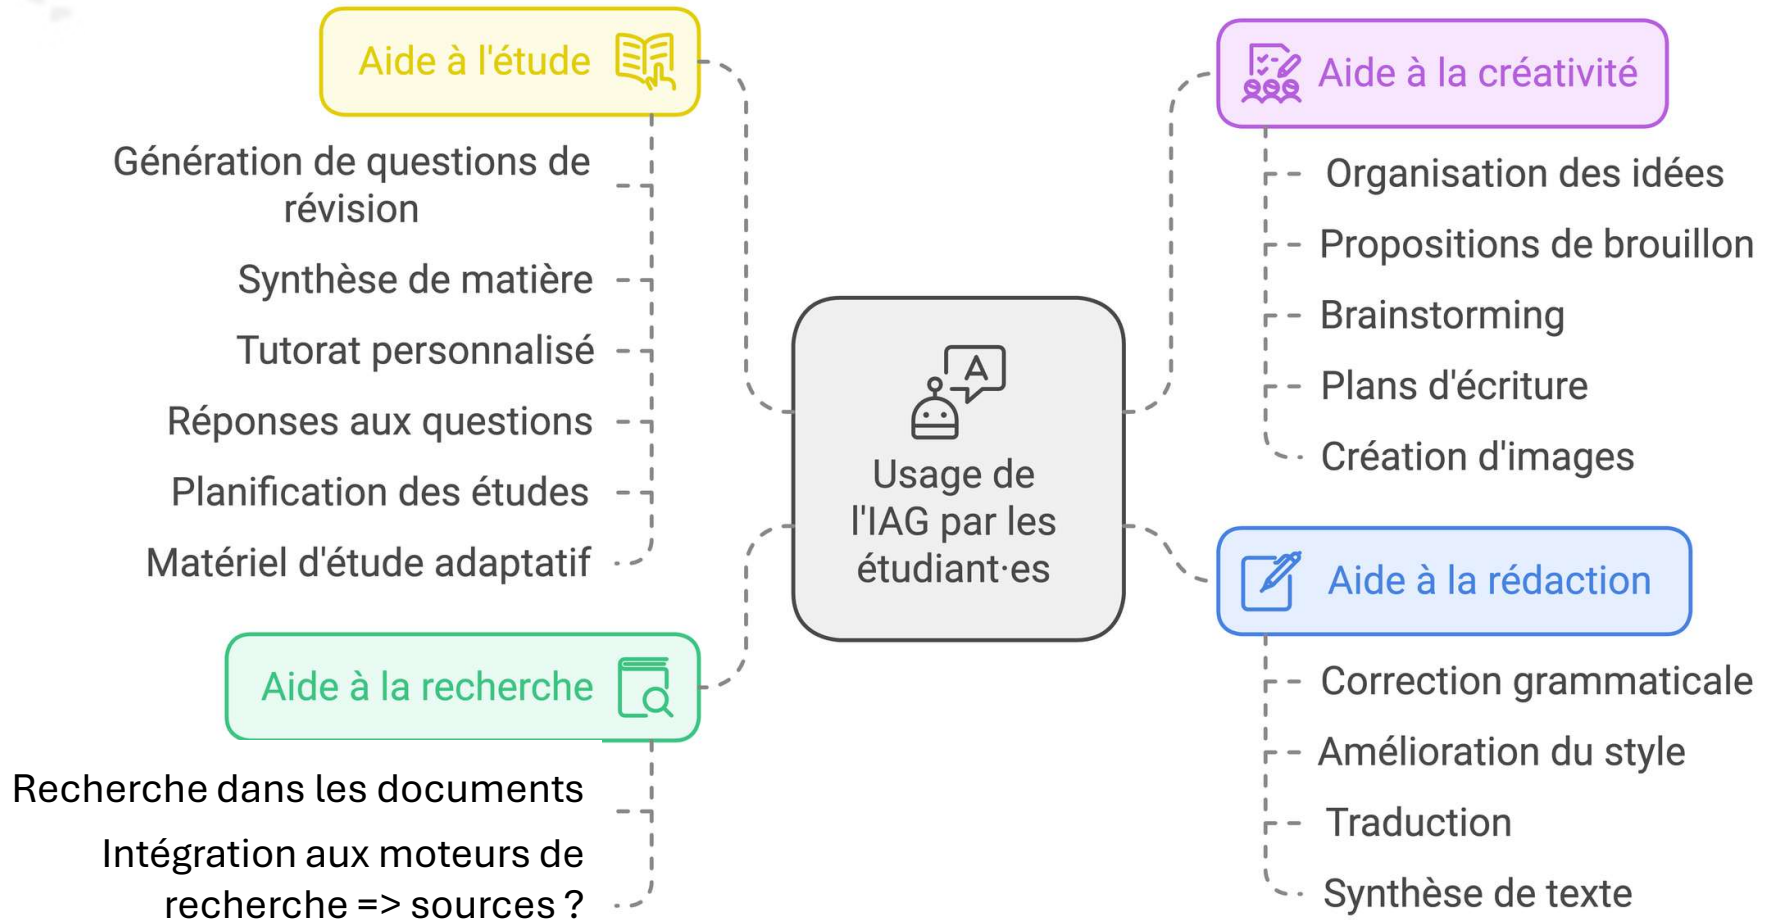 Aide à l'étude
Génération de questions de
révision
Synthèse de matière
Tutorat personnalisé
Réponses aux questions
Planification des études
Matériel d'étude adaptatif
Aide à la recherche
Recherche dans les documents
Intégration aux moteurs de
recherche => sources ?
A
Usage de
l'IAG par les
étudiant·es
Aide à la créativité
Organisation des idées
Propositions de brouillon
Brainstorming
Plans d'écriture
Création d'images
Aide à la rédaction
Correction grammaticale
Amélioration du style
Traduction
Synthèse de texte